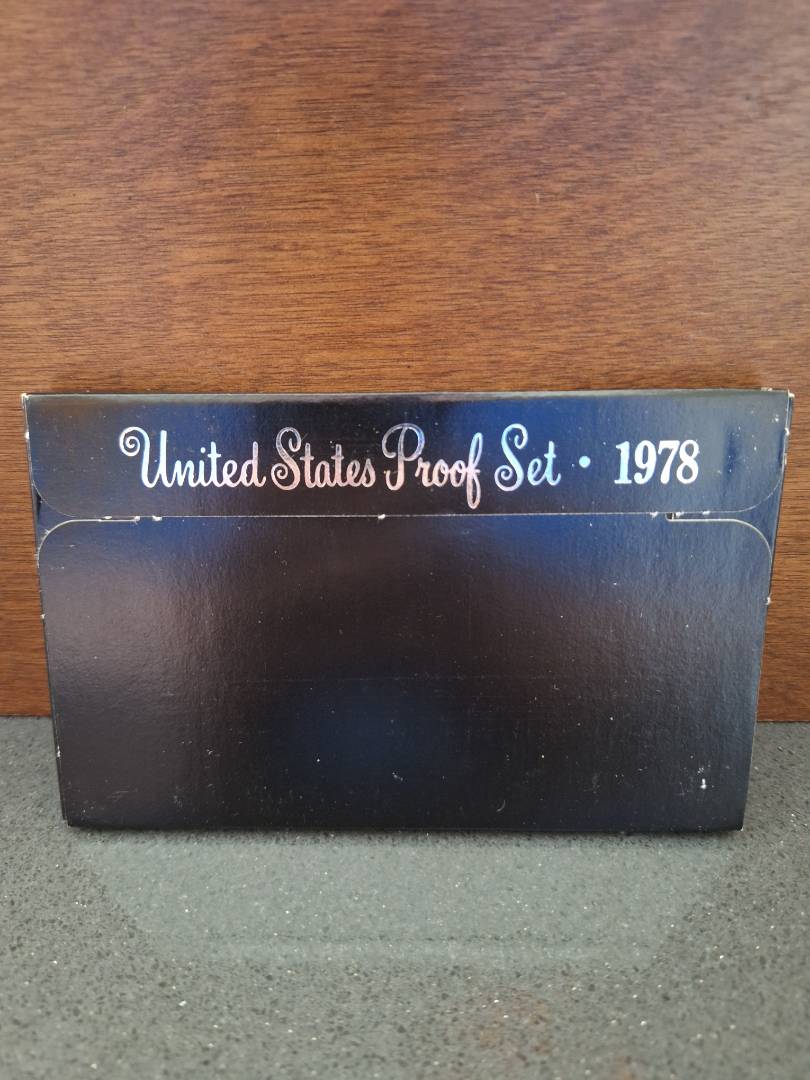 United States Proof Set • 1978